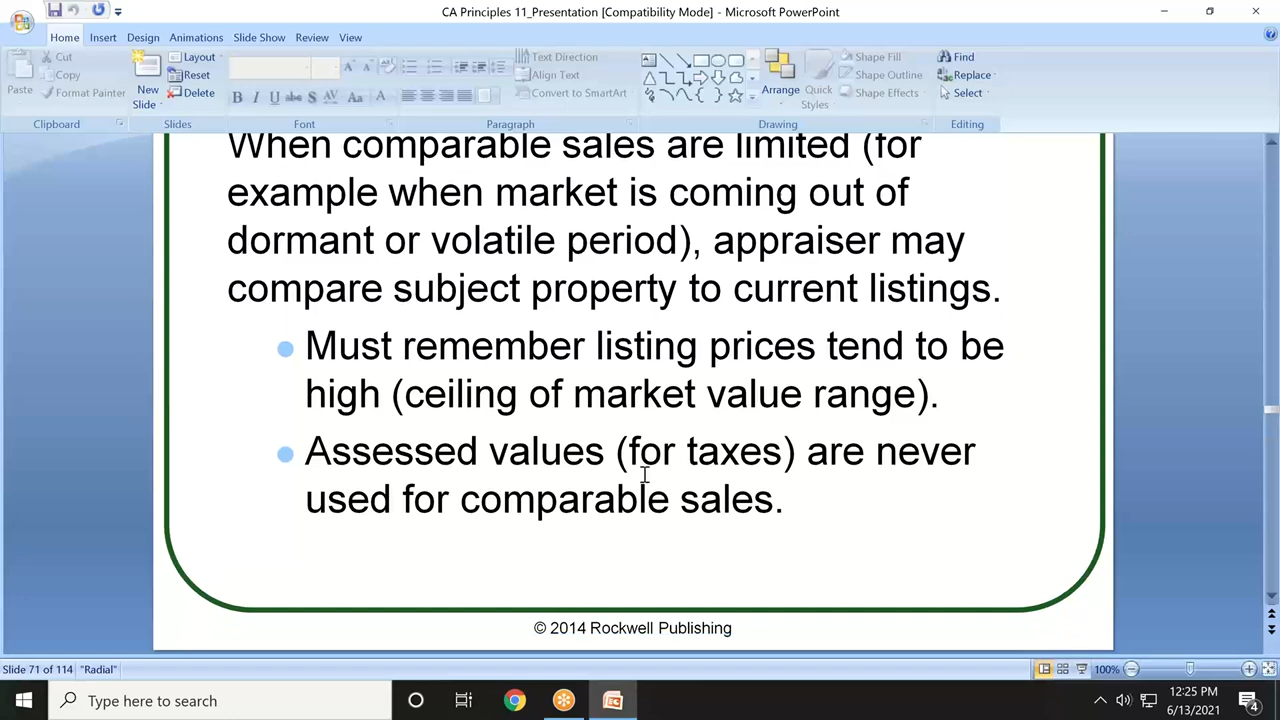 CA Principles 11_Presentation [Compatibility Mode] - Microsoft PowerPoint
Home Insert Design Animations Slide Show Review View
Paste
Cut
Copy
Format Painter
Clipboard
New Slide
Layout
Reset
Delete
Slides
B I U abe S AV Aa A
Font
Text Direction
Align Text
Convert to SmartArt
Paragraph
Arrange
Quick Styles
Shape Fill
Shape Outline
Shape Effects
Drawing
Find
Replace
Select
Editing
When comparable sales are limited (for
example when market is coming out of
dormant or volatile period), appraiser may
compare subject property to current listings.
Must remember listing prices tend to be
high (ceiling of market value range).
Assessed values (for taxes) are never
used for comparable sales.
© 2014 Rockwell Publishing
Slide 71 of 114 "Radial" 100%
Type here to search
12:25 PM
6/13/2021
4